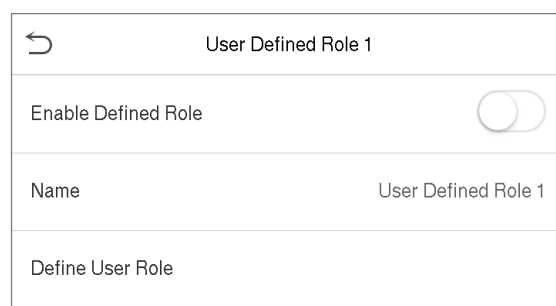 User Defined Role 1
Enable Defined Role
Name User Defined Role 1
Define User Role